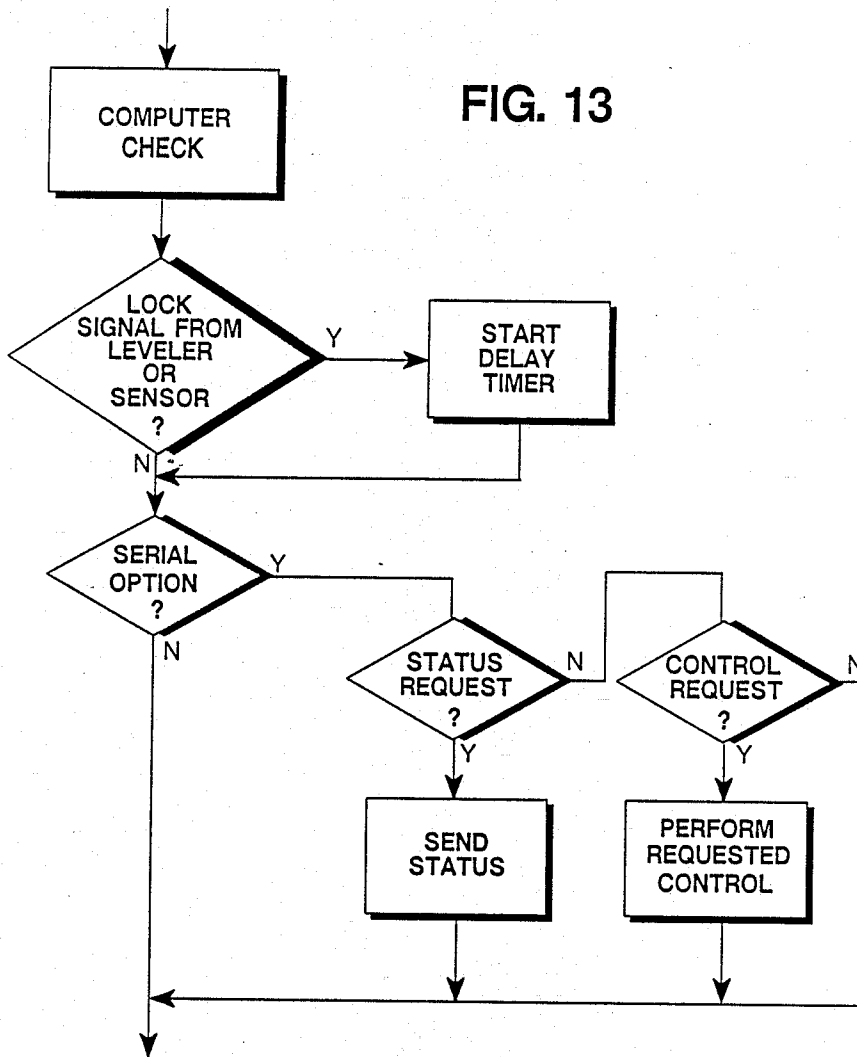 FIG. 13
COMPUTER
CHECK
LOCK
SIGNAL FROM
LEVELER
OR
SENSOR
?
Y
N
START
DELAY
TIMER
SERIAL
OPTION
?
Y
N
STATUS
REQUEST
?
N
Y
CONTROL
REQUEST
?
N
Y
SEND
STATUS
PERFORM
REQUESTED
CONTROL